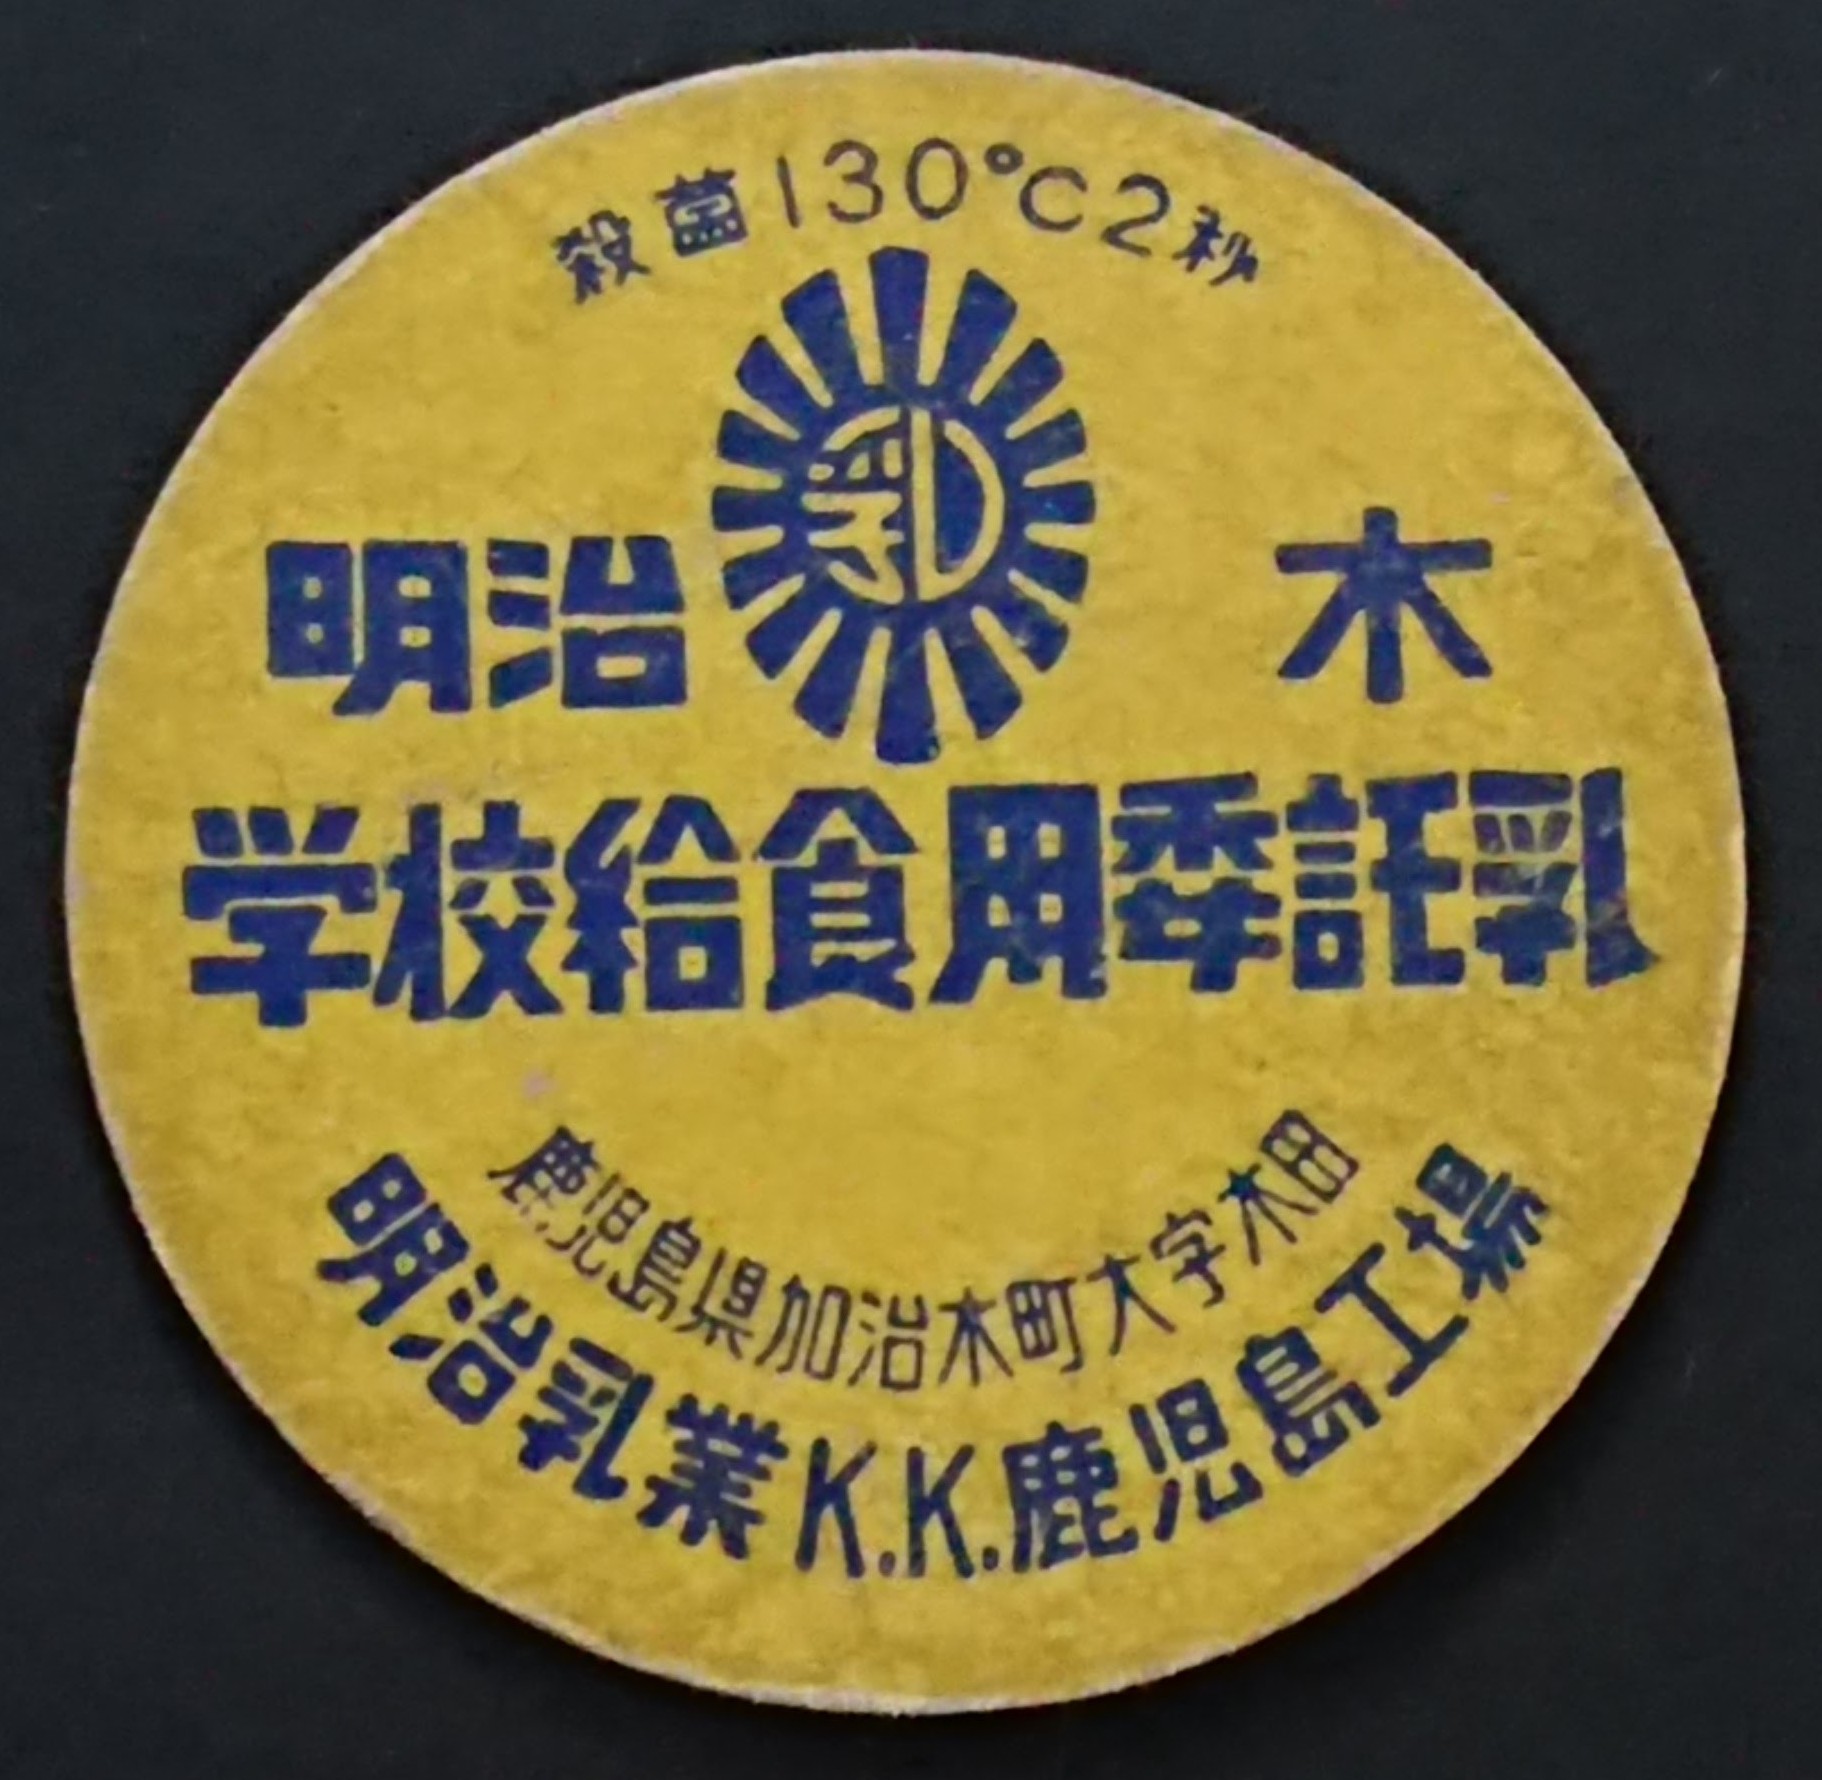 殺菌130°C2秒
乳
明治 木
学校給食用委託乳
鹿児島県加治木町大字木田
明治乳業K.K.鹿児島工場